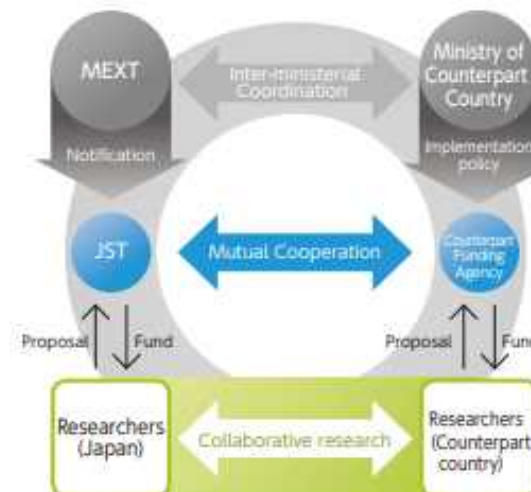 MEXT
Inter-ministerial
Coordination
Ministry of
Counterpart
Country
Notification
Implementation
policy
JST
Mutual Cooperation
Counterpart
Funding
Agency
Proposal
Fund
Proposal
Fund
Researchers
(Japan)
Collaborative research
Researchers
(Counterpart
country)